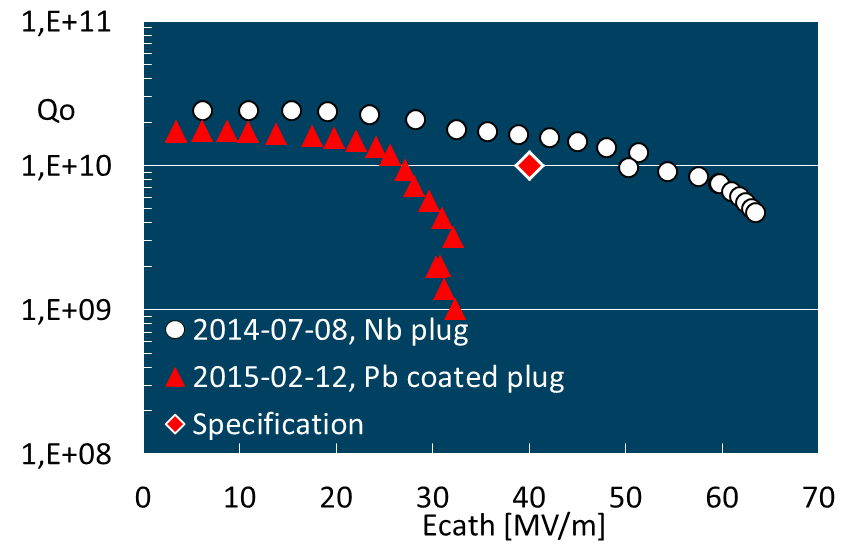 1,E+11
Qo
1,E+10
1,E+09
2014-07-08, Nb plug
2015-02-12, Pb coated plug
Specification
1,E+08
0 10 20 30 40 50 60 70
Ecath [MV/m]